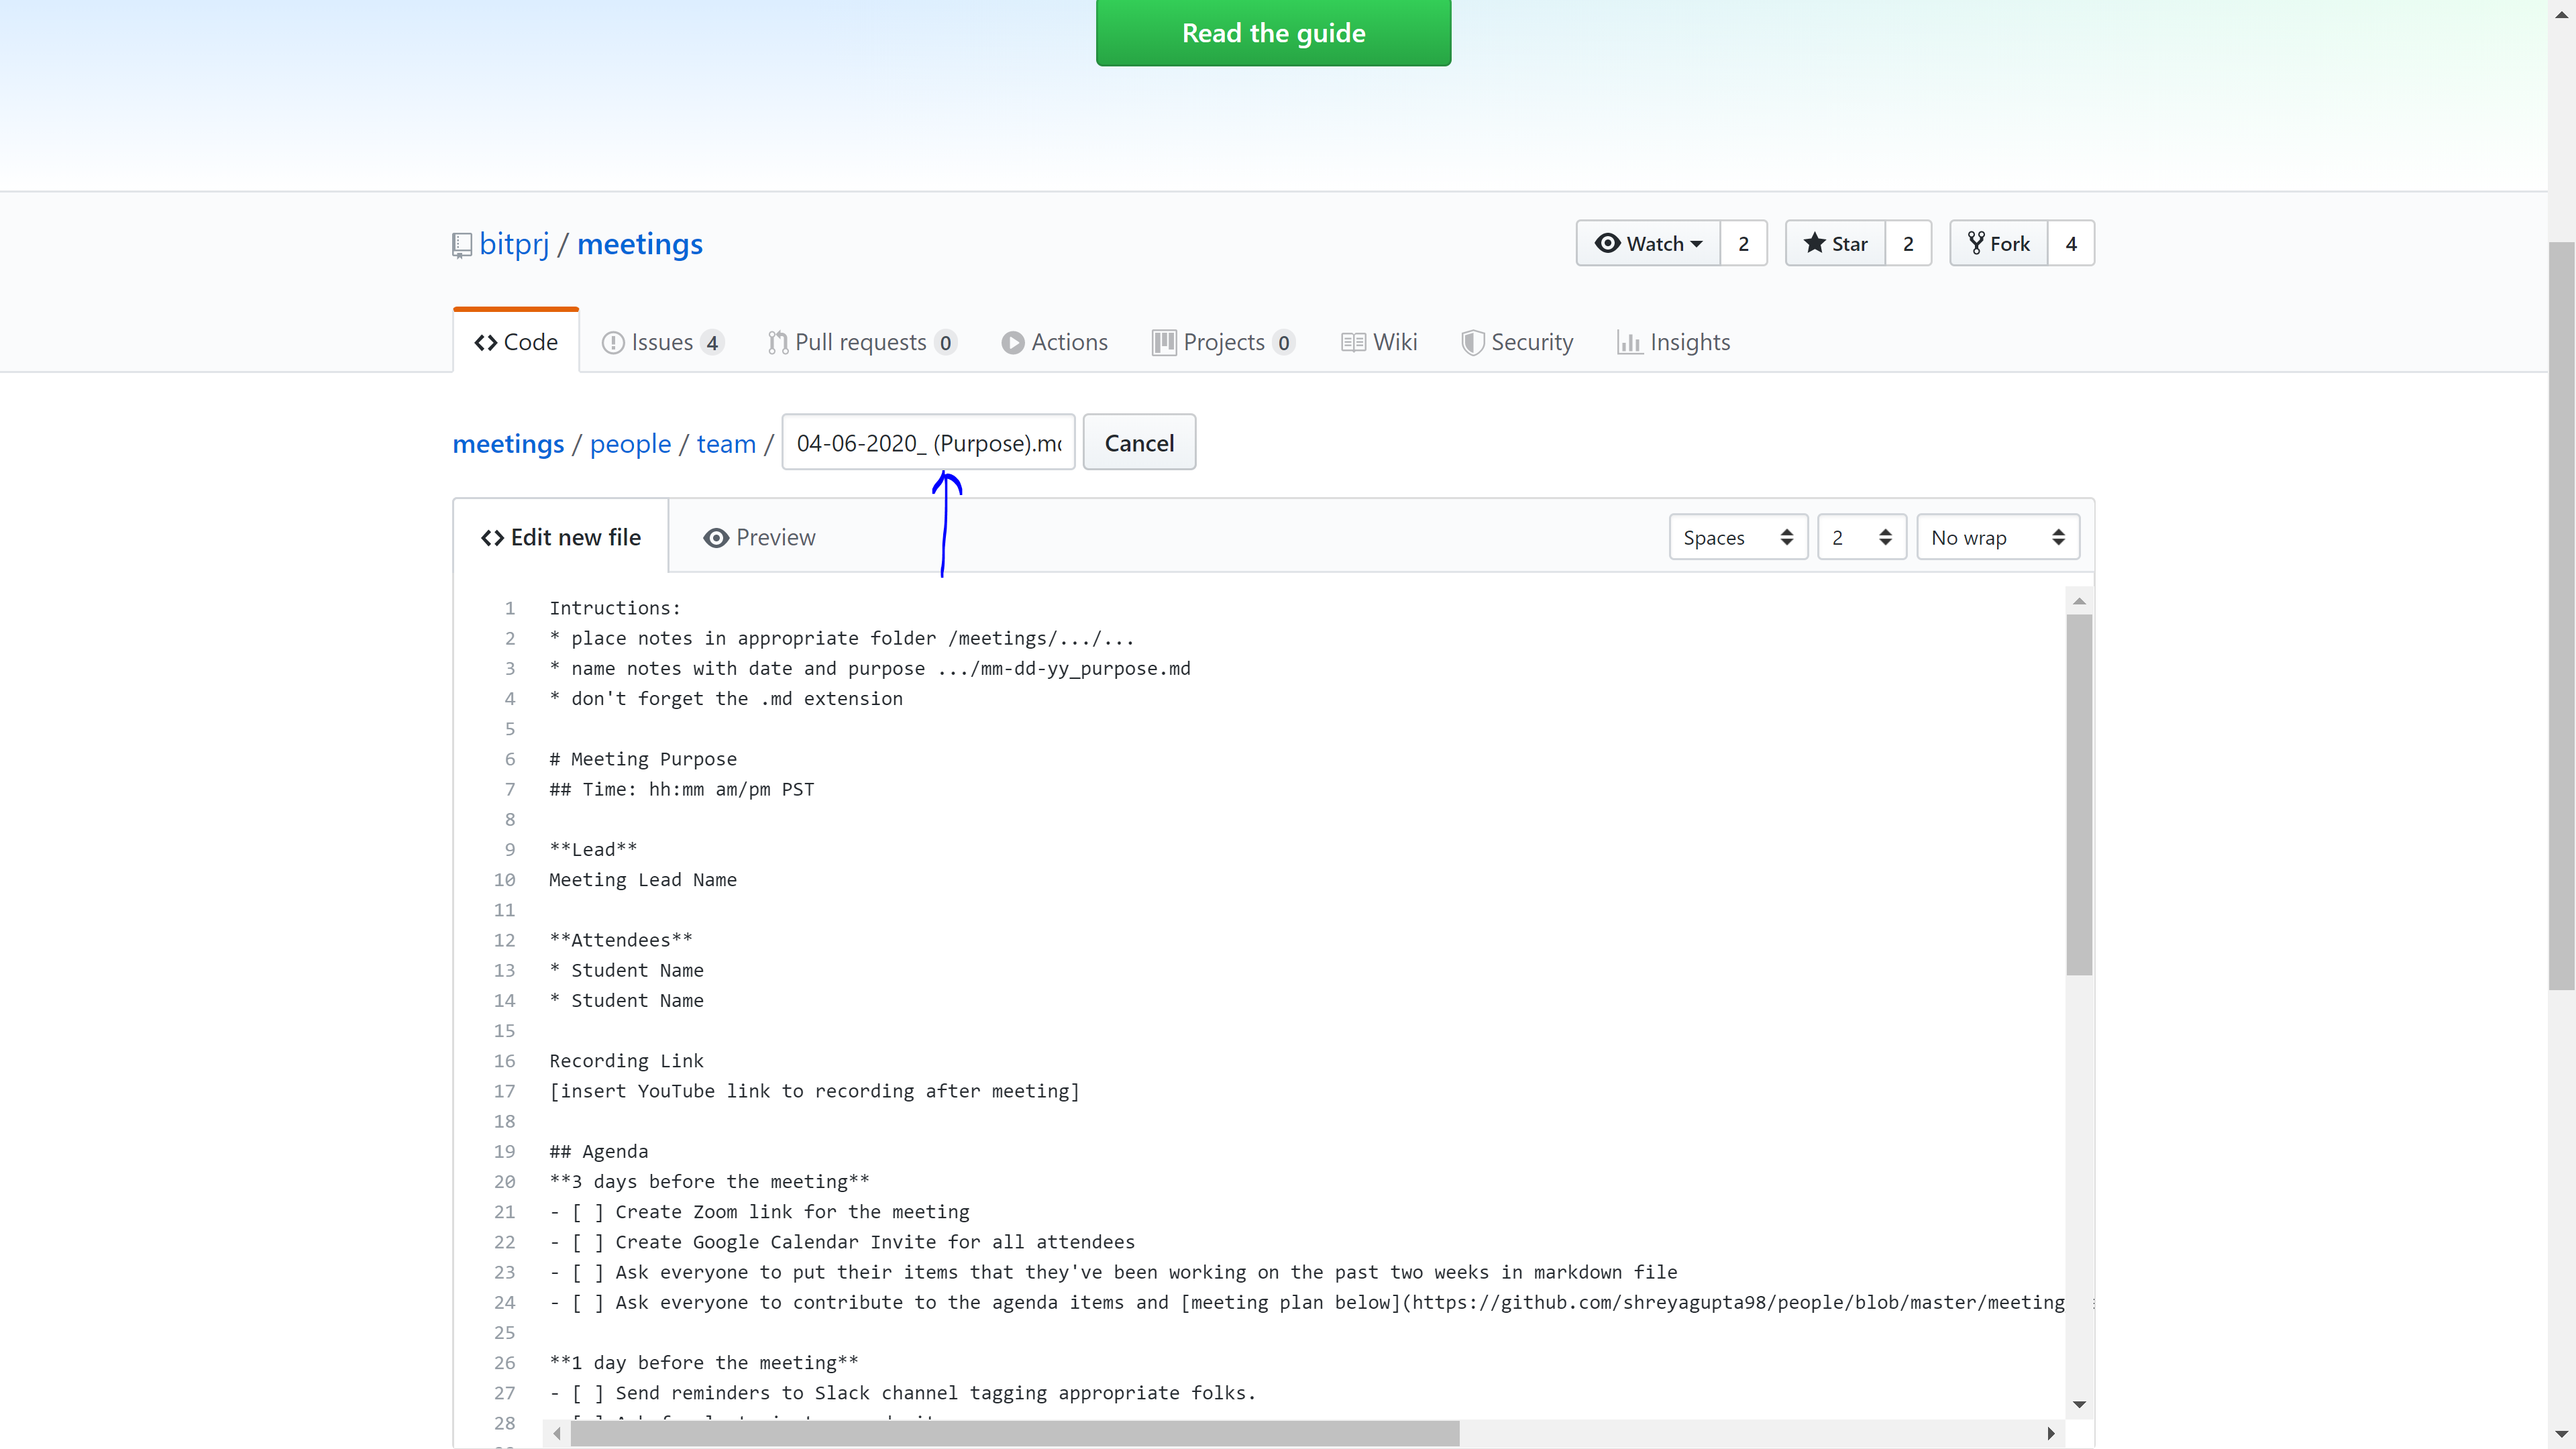 Read the guide
bitprj / meetings
Watch 2 Star 2 Fork 4
Code Issues 4 Pull requests 0 Actions Projects 0 Wiki Security Insights
meetings / people / team / 04-06-2020_ (Purpose).md Cancel
Edit new file Preview Spaces 2 No wrap
1 Intructions:
2 * place notes in appropriate folder /meetings/.../...
3 * name notes with date and purpose .../mm-dd-yy_purpose.md
4 * don't forget the .md extension
5
6 # Meeting Purpose
7 ## Time: hh:mm am/pm PST
8
9 **Lead**
10 Meeting Lead Name
11
12 **Attendees**
13 * Student Name
14 * Student Name
15
16 Recording Link
17 [insert YouTube link to recording after meeting]
18
19 ## Agenda
20 **3 days before the meeting**
21 - [ ] Create Zoom link for the meeting
22 - [ ] Create Google Calendar Invite for all attendees
23 - [ ] Ask everyone to put their items that they've been working on the past two weeks in markdown file
24 - [ ] Ask everyone to contribute to the agenda items and [meeting plan below](https://github.com/shreyagupta98/people/blob/master/meeting
25
26 **1 day before the meeting**
27 - [ ] Send reminders to Slack channel tagging appropriate folks.
28